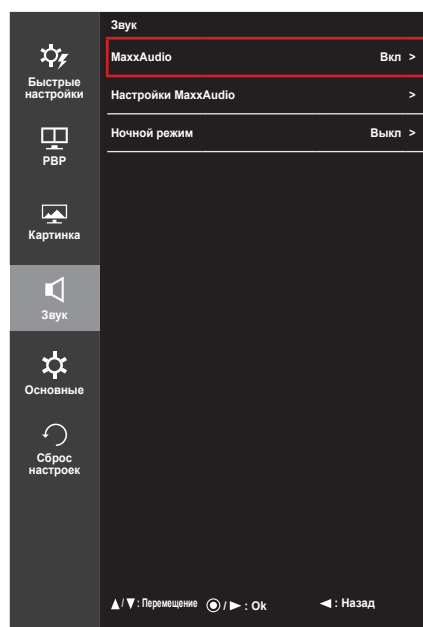 Звук
MaxxAudio Вкл >
Настройки MaxxAudio >
Ночной режим Выкл >
Быстрые
настройки
PBP
Картинка
Звук
Основные
Сброс
настроек
▲/▼: Перемещение ◉/►: Ok ◄: Назад